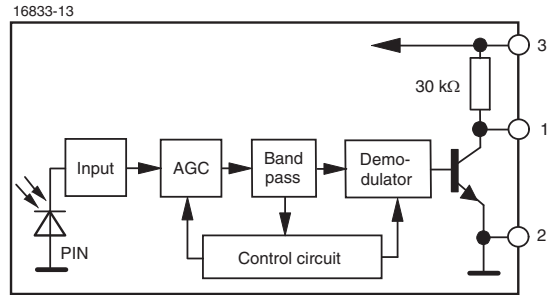 16833-13
3
30 kΩ
1
Input
AGC
Band
pass
Demo-
dulator
PIN
Control circuit
2